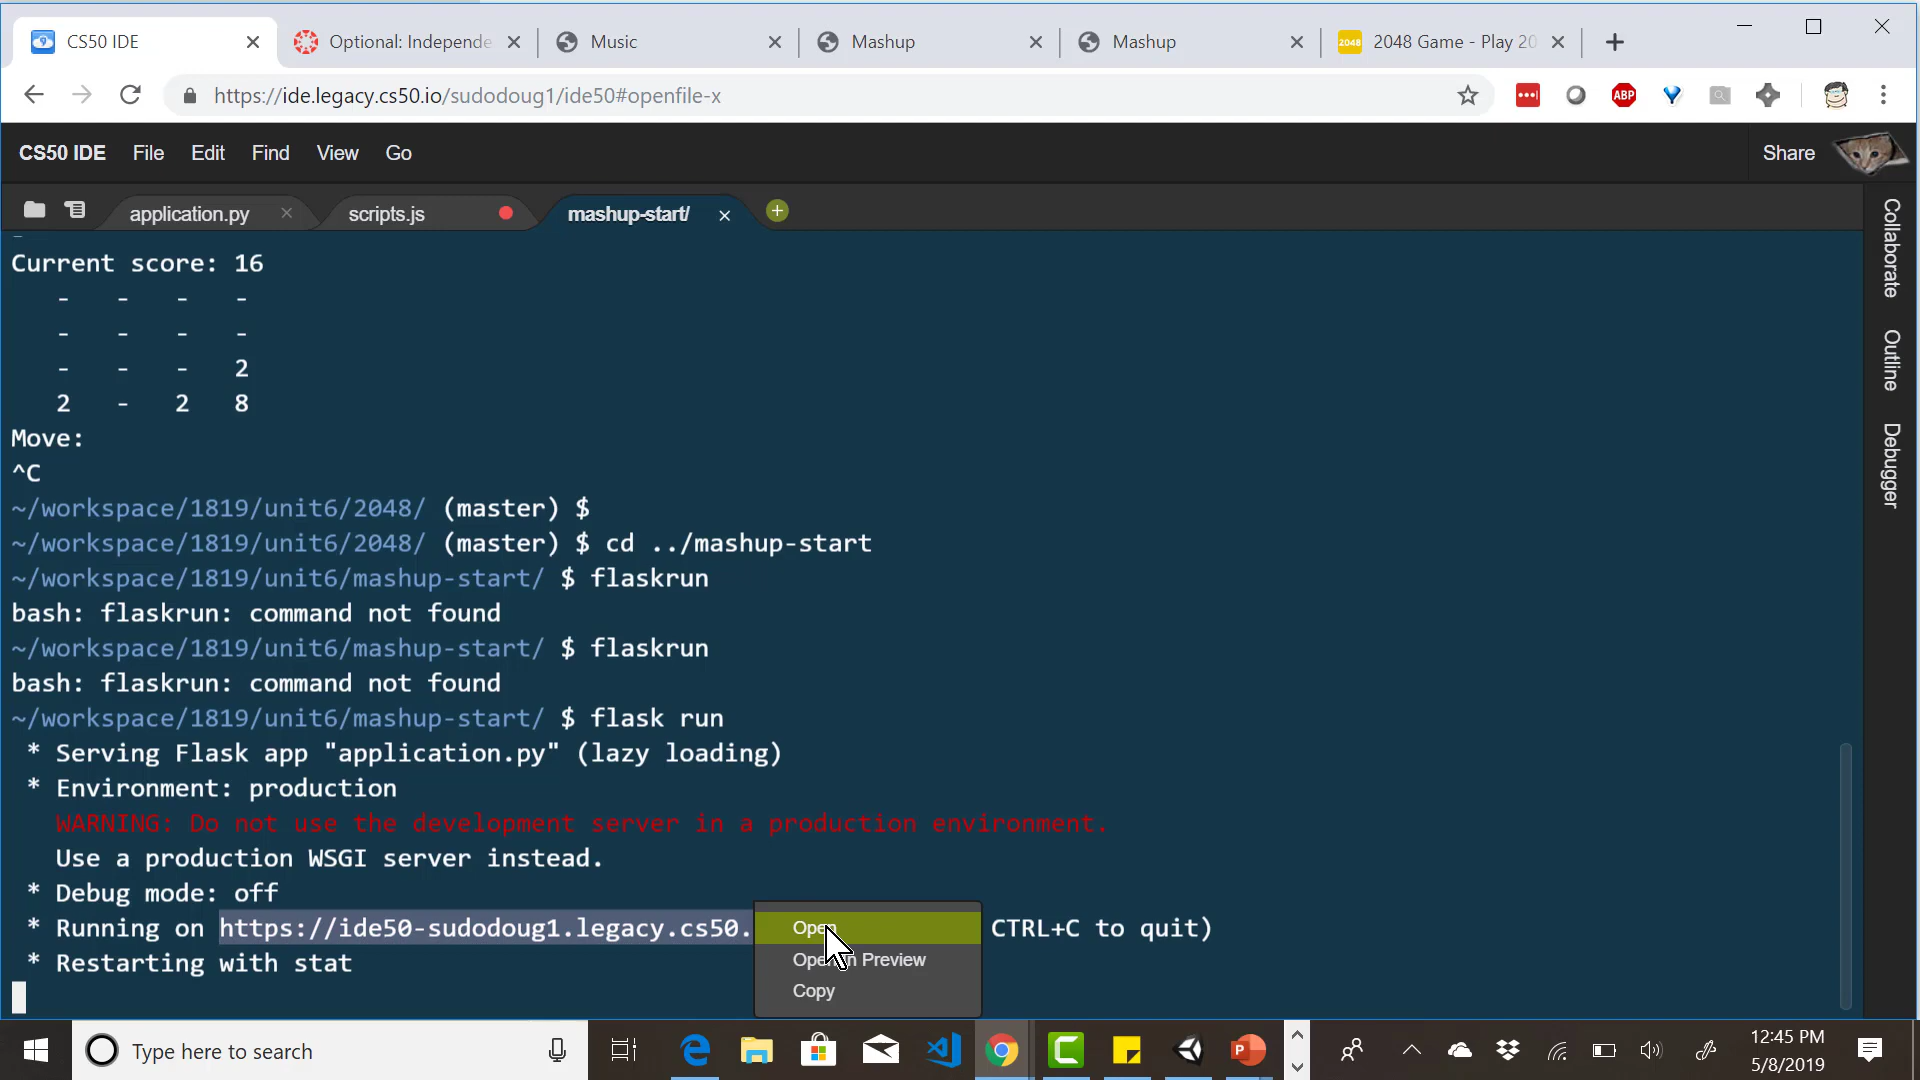 CS50 IDE
Optional: Independe
Music
Mashup
Mashup
2048 Game - Play 20
https://ide.legacy.cs50.io/sudodoug1/ide50#openfile-x
ABP
CS50 IDE File Edit Find View Go
Share
application.py
scripts.js
mashup-start/
Collaborate
Outline
Debugger
Current score: 16
- - - -
- - - -
- - - 2
2 - 2 8
Move:
^C
~/workspace/1819/unit6/2048/ (master) $
~/workspace/1819/unit6/2048/ (master) $ cd ../mashup-start
~/workspace/1819/unit6/mashup-start/ $ flaskrun
bash: flaskrun: command not found
~/workspace/1819/unit6/mashup-start/ $ flaskrun
bash: flaskrun: command not found
~/workspace/1819/unit6/mashup-start/ $ flask run
* Serving Flask app "application.py" (lazy loading)
* Environment: production
WARNING: Do not use the development server in a production environment.
Use a production WSGI server instead.
* Debug mode: off
* Running on https://ide50-sudodoug1.legacy.cs50. CTRL+C to quit)
* Restarting with stat
Open
Open in Preview
Copy
Type here to search
12:45 PM
5/8/2019